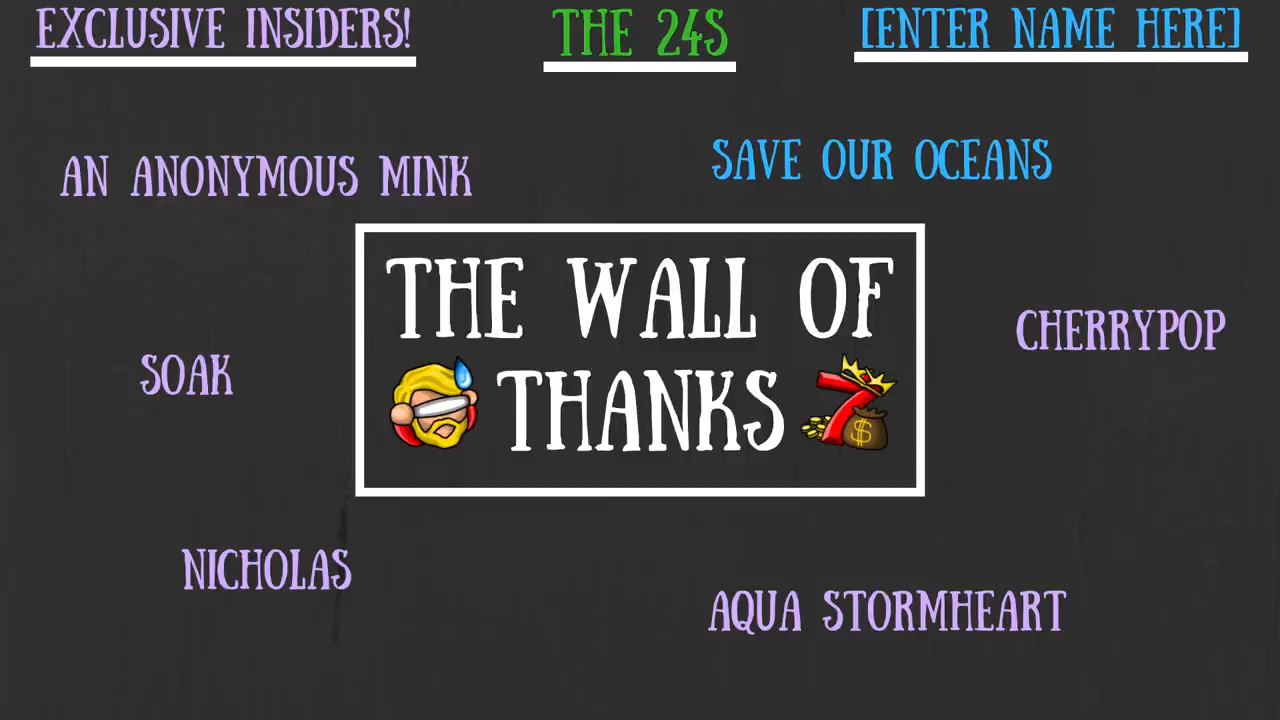 EXCLUSIVE INSIDERS!
THE 24S
[ENTER NAME HERE]
AN ANONYMOUS MINK
SAVE OUR OCEANS
THE WALL OF
THANKS
7
$
CHERRYPOP
SOAK
NICHOLAS
AQUA STORMHEART